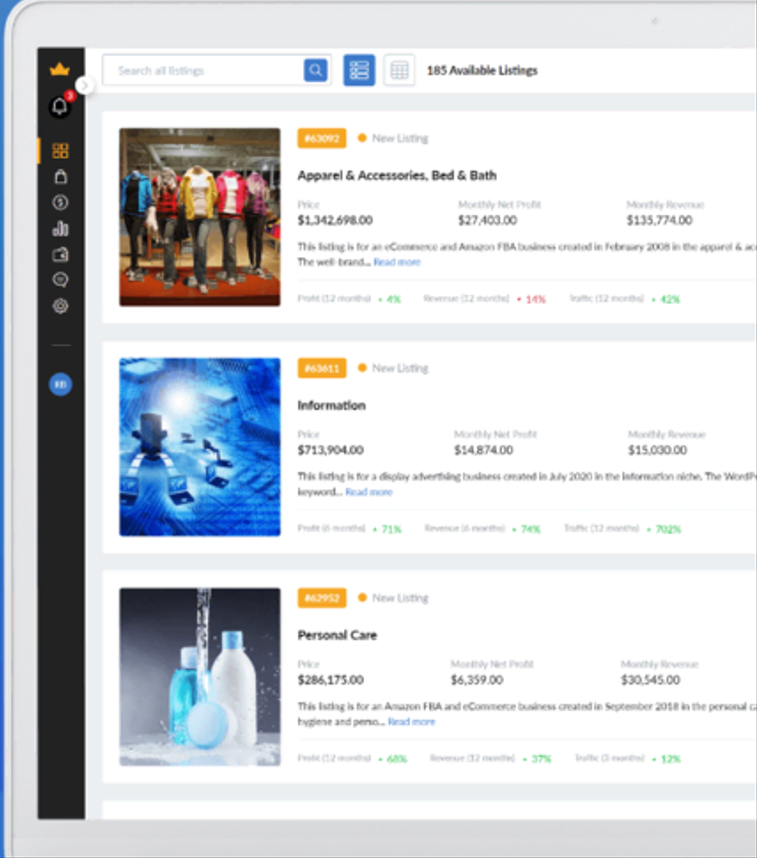 Search all listings
185 Available Listings
3
#63092 New Listing
Apparel & Accessories, Bed & Bath
Price Monthly Net Profit Monthly Revenue
$1,342,698.00 $27,403.00 $135,774.00
This listing is for an eCommerce and Amazon FBA business created in February 2008 in the apparel &
The well-brand... Read more
Profit (12 months) 4% Revenue (12 months) 14% Traffic (12 months) 42%
#63611 New Listing
Information
Price Monthly Net Profit Monthly Revenue
$713,904.00 $14,874.00 $15,030.00
RB
This listing is for a display advertising business created in July 2020 in the information niche. The WordP
keyword... Read more
Profit (6 months) 71% Revenue (6 months) 74% Traffic (12 months) 702%
#62952 New Listing
Personal Care
Price Monthly Net Profit Monthly Revenue
$286,175.00 $6,359.00 $30,545.00
This listing is for an Amazon FBA and eCommerce business created in September 2018 in the personal
hygiene and perso... Read more
Profit (12 months) 68% Revenue (12 months) 37% Traffic (3 months) 12%